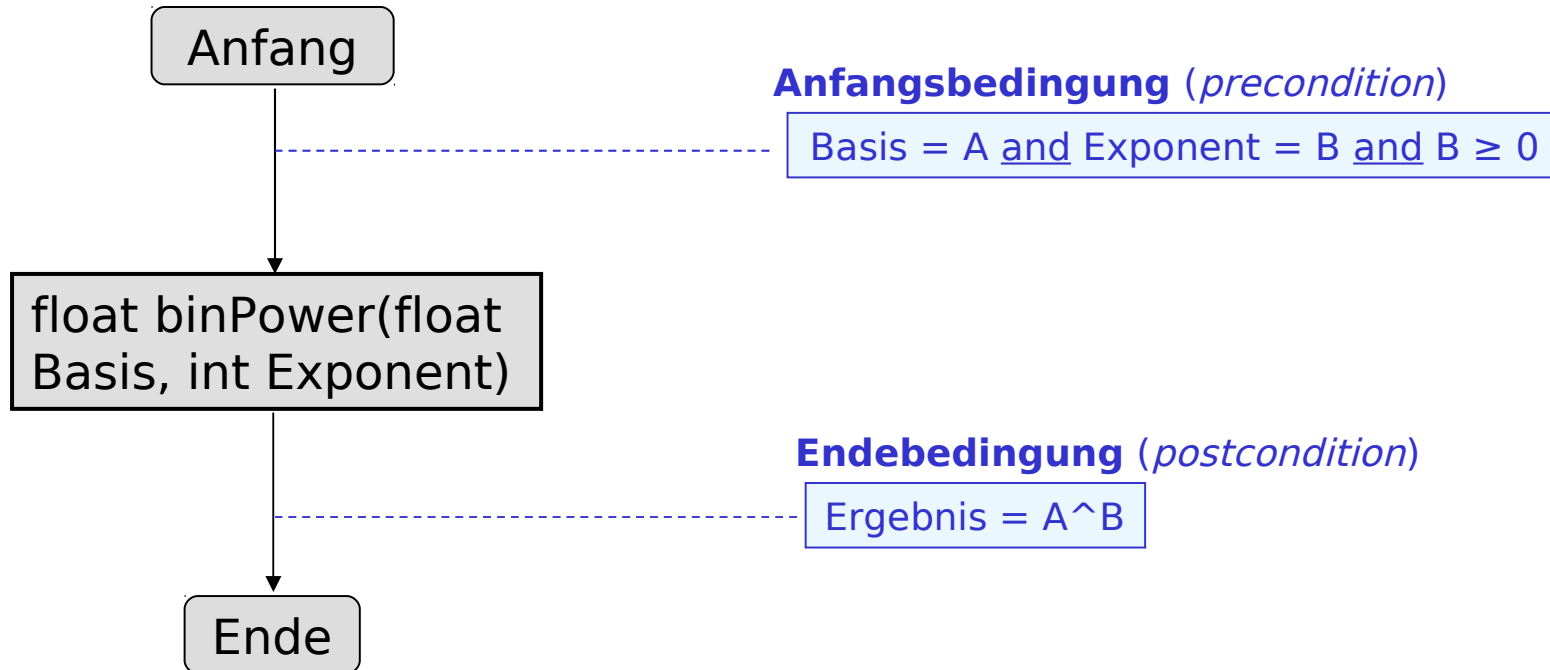 Anfang
Anfangsbedingung (precondition)
Basis = A and Exponent = B and B ≥ 0
float binPower(float
Basis, int Exponent)
Endebedingung (postcondition)
Ergebnis = A^B
Ende